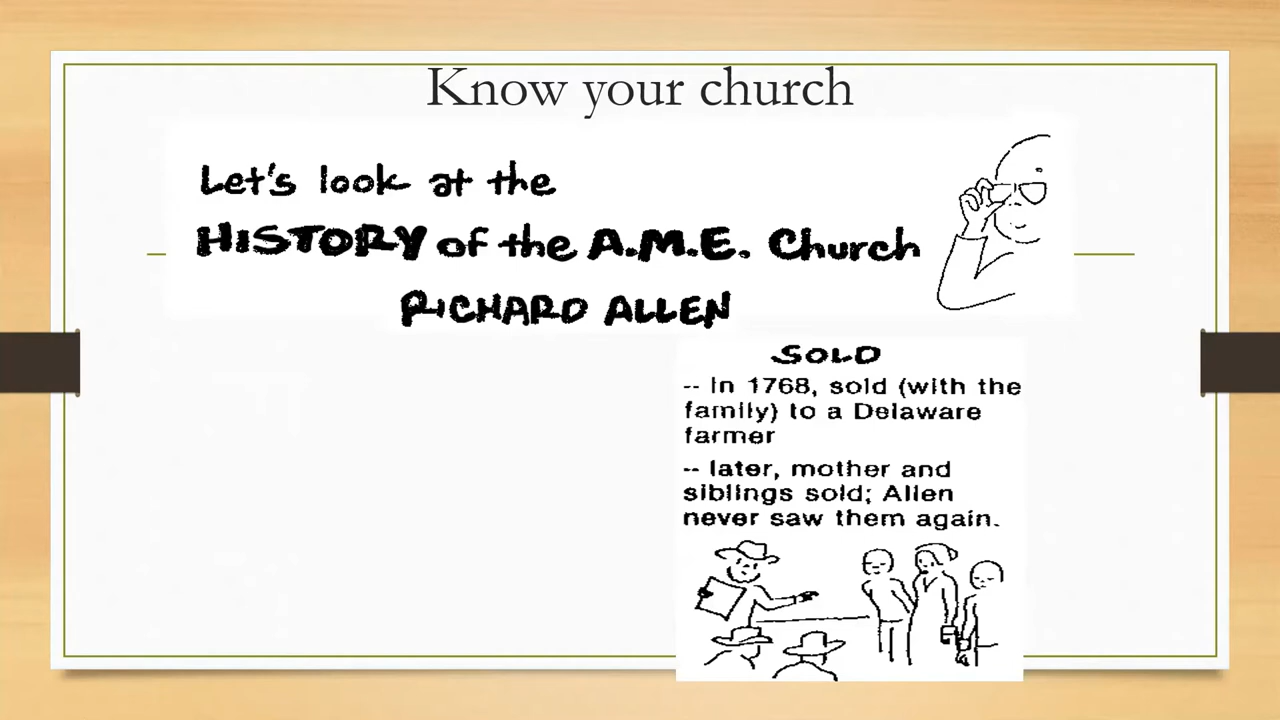 Know your church
Let's look at the
HISTORY of the A.M.E. Church
RICHARD ALLEN
SOLD
-- in 1768, sold (with the
family) to a Delaware
farmer
-- later, mother and
siblings sold; Allen
never saw them again.